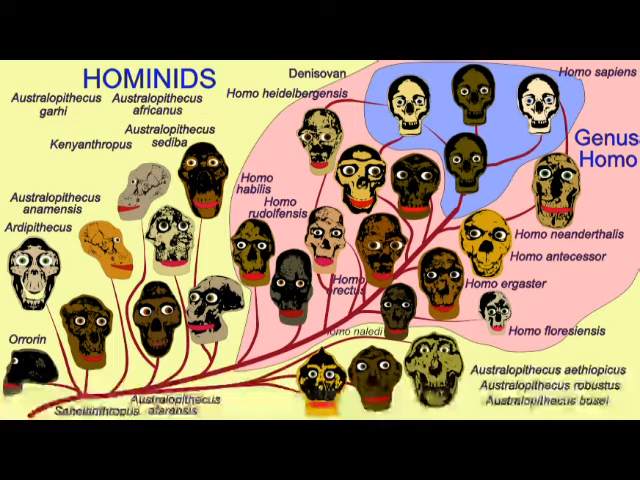 HOMINIDS
Denisovan
Homo sapiens
Australopithecus
garhi
Australopithecus
africanus
Homo heidelbergensis
Kenyanthropus
Australopithecus
sediba
Genus
Homo
Homo
habilis
Australopithecus
anamensis
Homo
rudolfensis
Ardipithecus
Homo neanderthalis
Homo antecessor
Homo
erectus
Homo ergaster
Homo naledi
Homo floresiensis
Orrorin
Australopithecus aethiopicus
Australopithecus robustus
Australopithecus boisei
Sahelanthropus
Australopithecus
afarensis